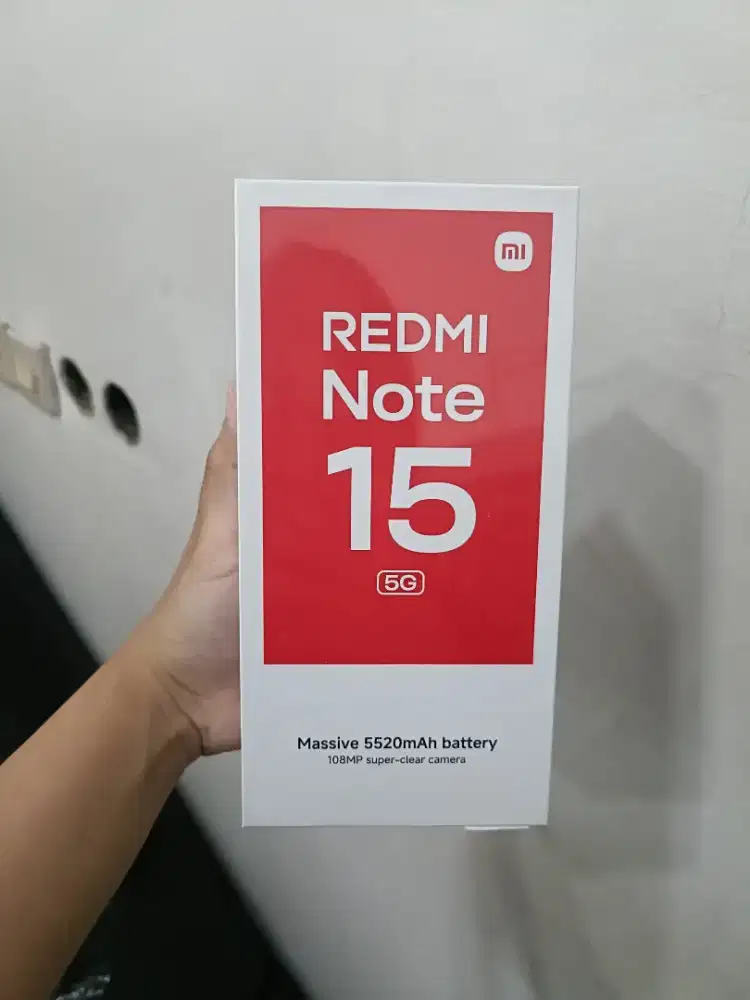 mi
REDMI
Note
15
5G
Massive 5520mAh battery
108MP super-clear camera